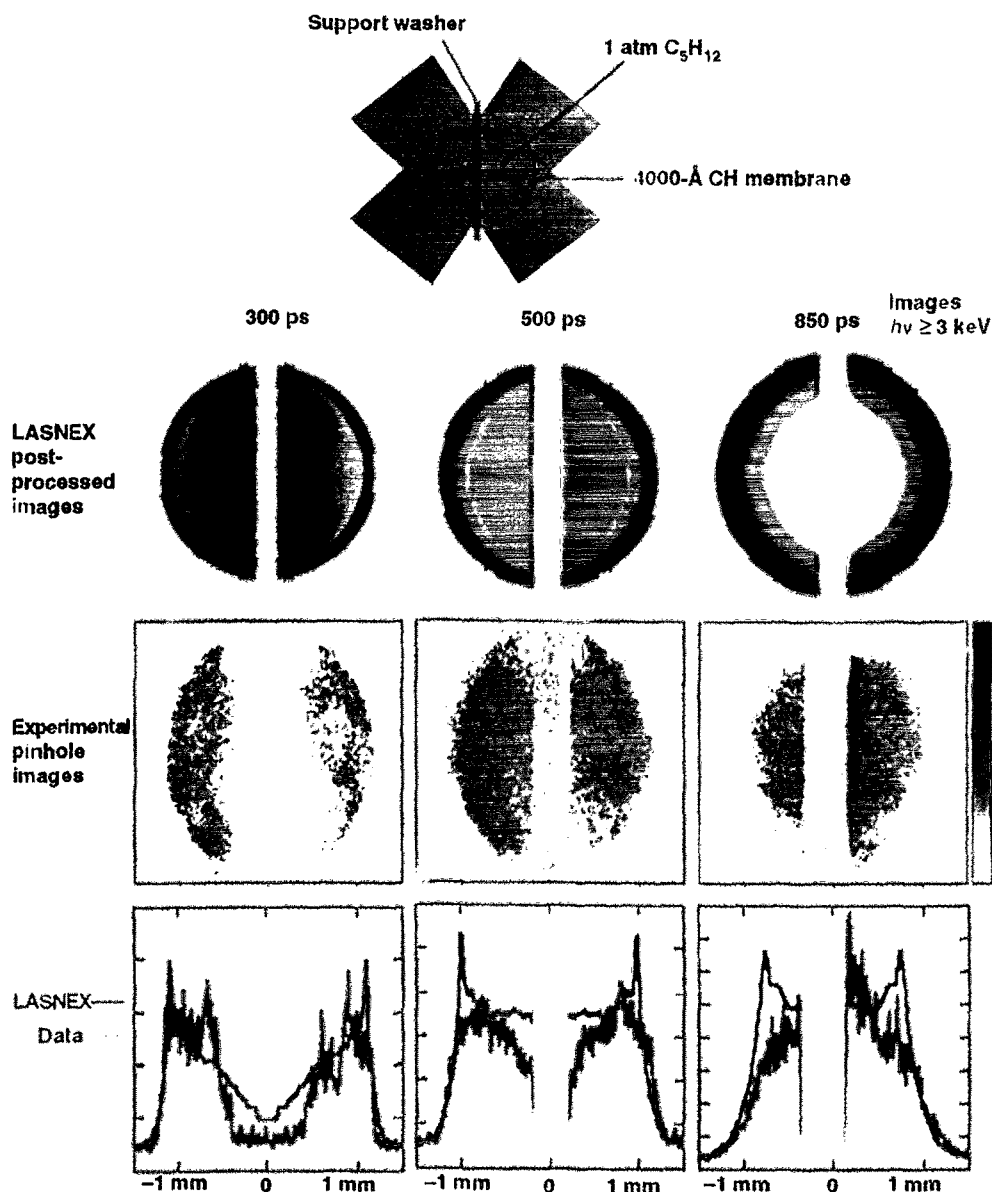 Support washer
1 atm C₅H₁₂
4000-Å CH membrane
300 ps
500 ps
850 ps
Images
hν ≥ 3 keV
LASNEX
post-
processed
images
Experimental
pinhole
images
LASNEX
Data
−1 mm 0 1 mm
−1 mm 0 1 mm
−1 mm 0 1 mm